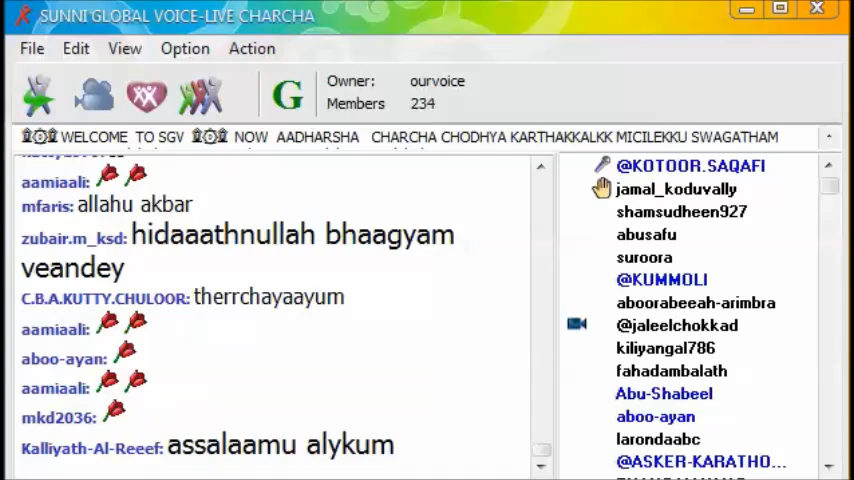 SUNNI GLOBAL VOICE-LIVE CHARCHA
File Edit View Option Action
G
Owner: ourvoice
Members 234
WELCOME TO SGV NOW AADHARSHA CHARCHA CHODHYA KARTHAKKALKK MICILEKKU SWAGATHAM
aamiaali:
mfaris: allahu akbar
zubair.m_ksd: hidaaathnullah bhaagyam
veandey
C.B.A.KUTTY.CHULOOR: therrchayaayum
aamiaali:
aboo-ayan:
aamiaali:
mkd2036:
Kalliyath-Al-Reeef: assalaamu alykum
@KOTOOR.SAQAFI
jamal_koduvally
shamsudheen927
abusafu
suroora
@KUMMOLI
aboorabeeah-arimbra
@jaleelchokkad
kiliyangal786
fahadambalath
Abu-Shabeel
aboo-ayan
larondaabc
@ASKER-KARATHO...